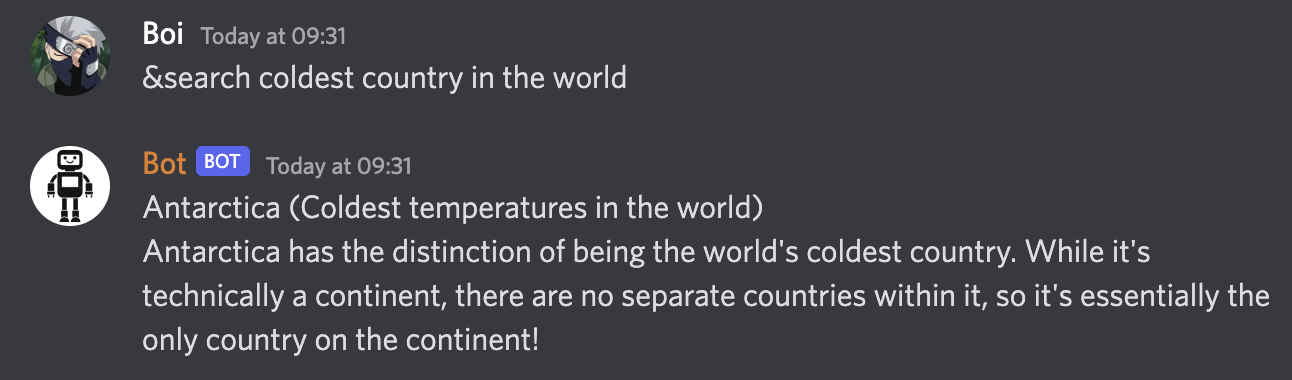 Boi Today at 09:31
&search coldest country in the world
Bot BOT Today at 09:31
Antarctica (Coldest temperatures in the world)
Antarctica has the distinction of being the world's coldest country. While it's
technically a continent, there are no separate countries within it, so it's essentially the
only country on the continent!